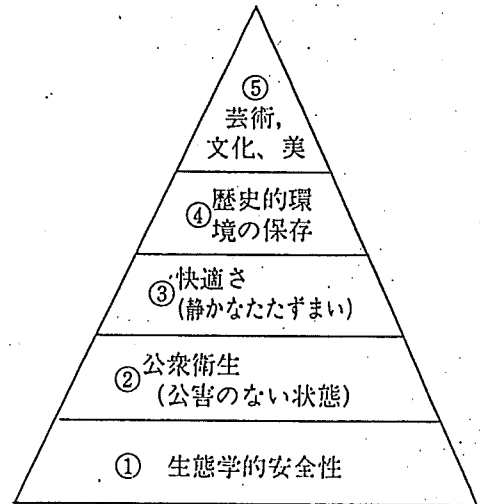 ⑤
芸術,
文化、美
④歴史的環
境の保存
③快適さ
(静かなたたずまい)
②公衆衛生
(公害のない状態)
① 生態学的安全性